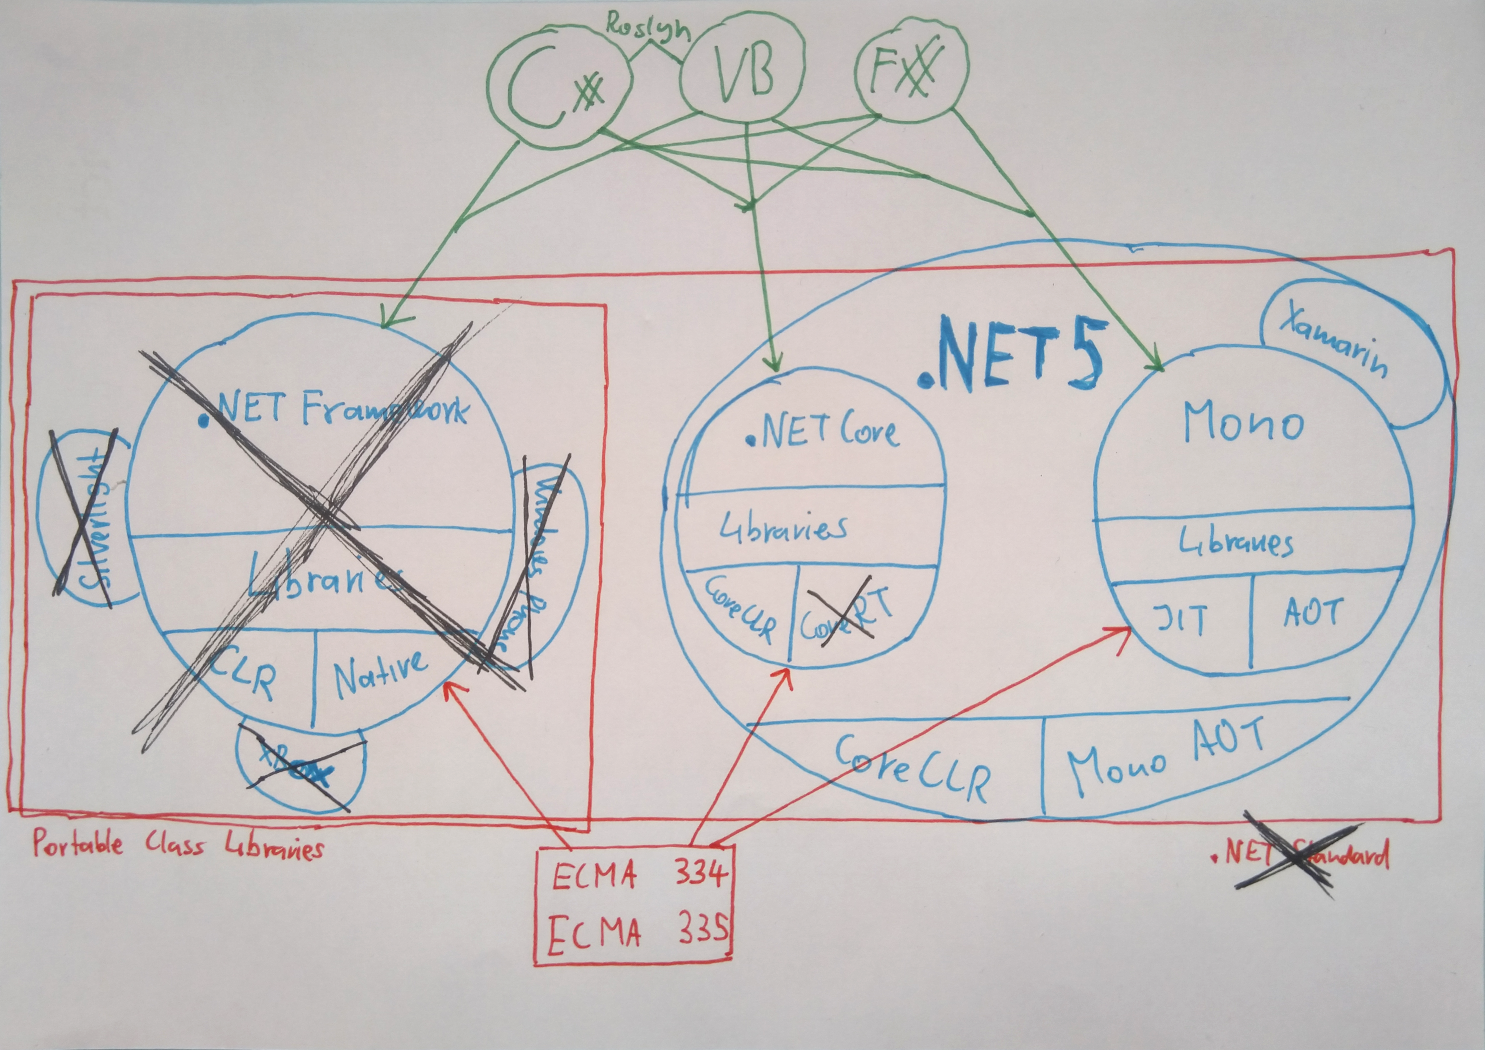 Roslyn
C#
VB
F#
.NET 5
Xamarin
.NET Framework
Silverlight
Windows Phone
Libraries
CLR
Native
XBox
.NET Core
Libraries
CoreCLR
CoreRT
Mono
Libraries
JIT
AOT
CoreCLR
Mono AOT
Portable Class Libraries
.NET Standard
ECMA 334
ECMA 335